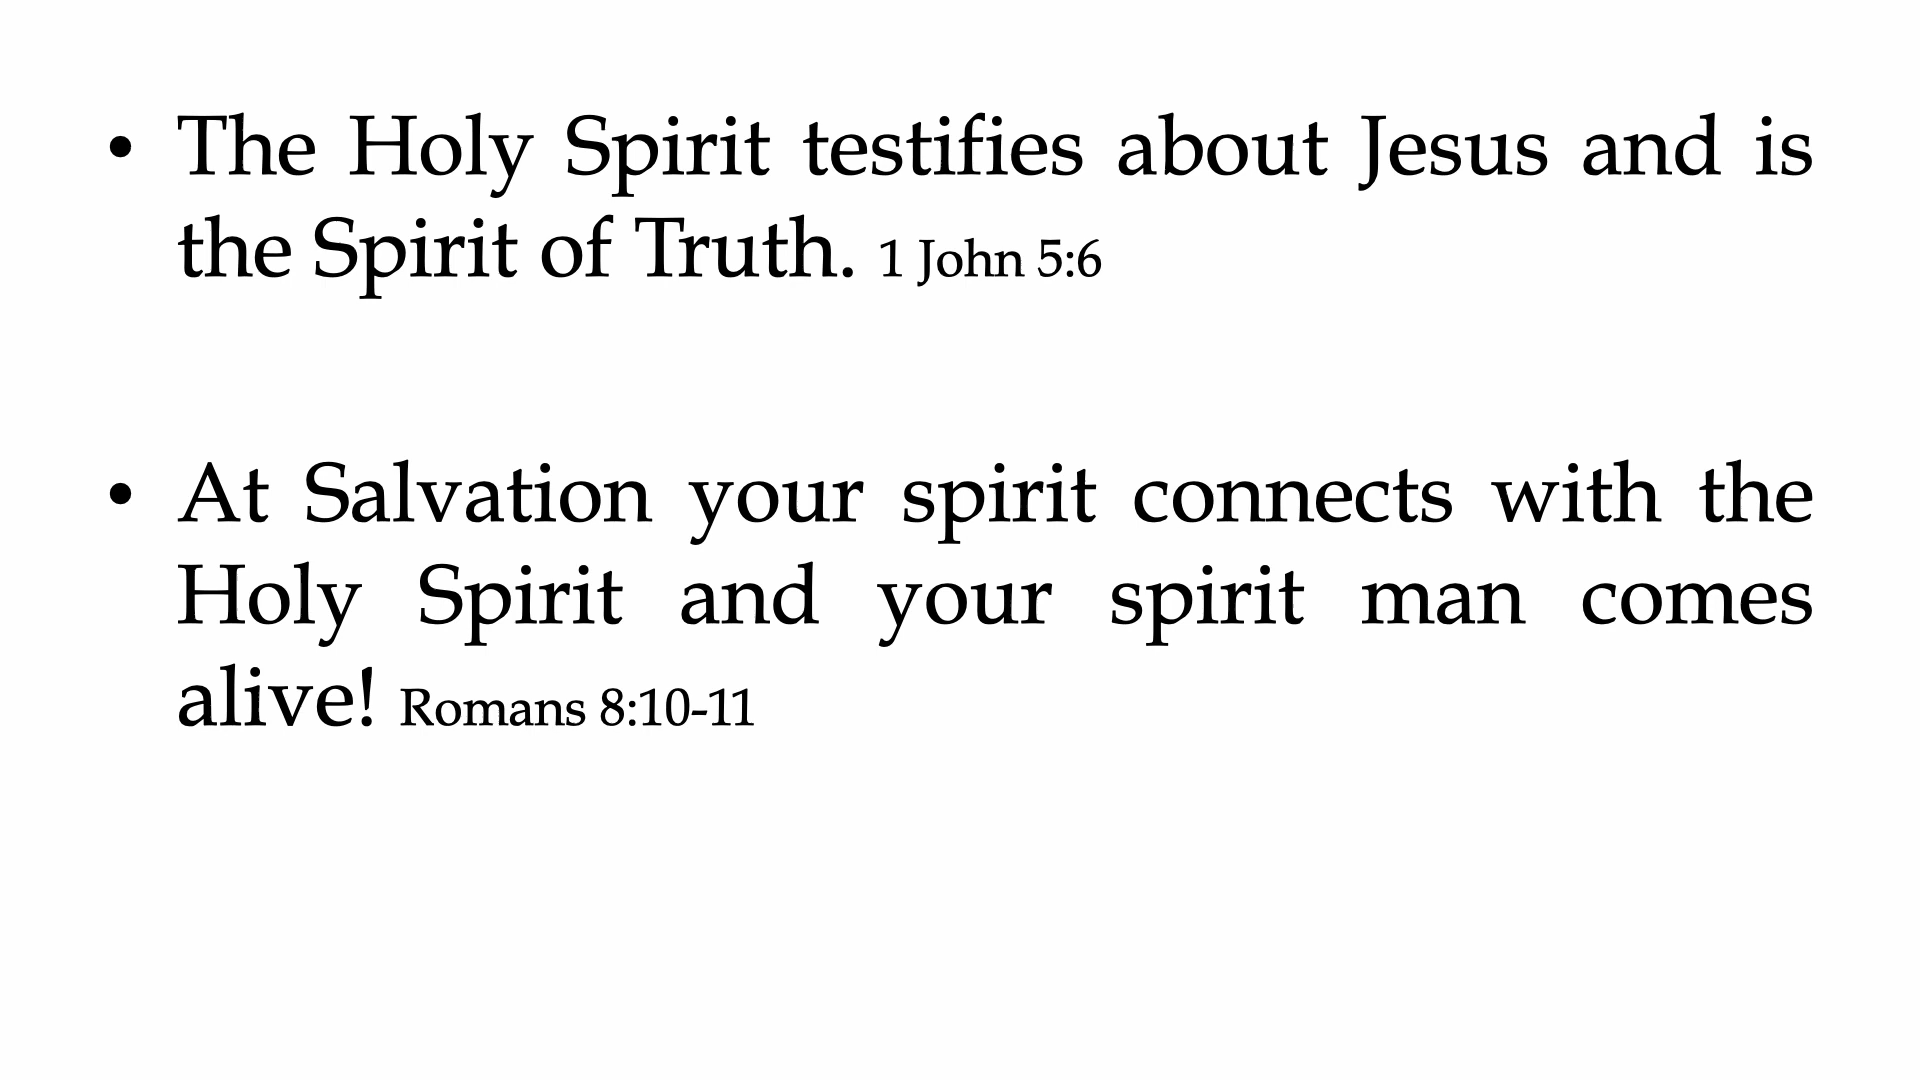 • The Holy Spirit testifies about Jesus and is
the Spirit of Truth. 1 John 5:6
• At Salvation your spirit connects with the
Holy Spirit and your spirit man comes
alive! Romans 8:10-11